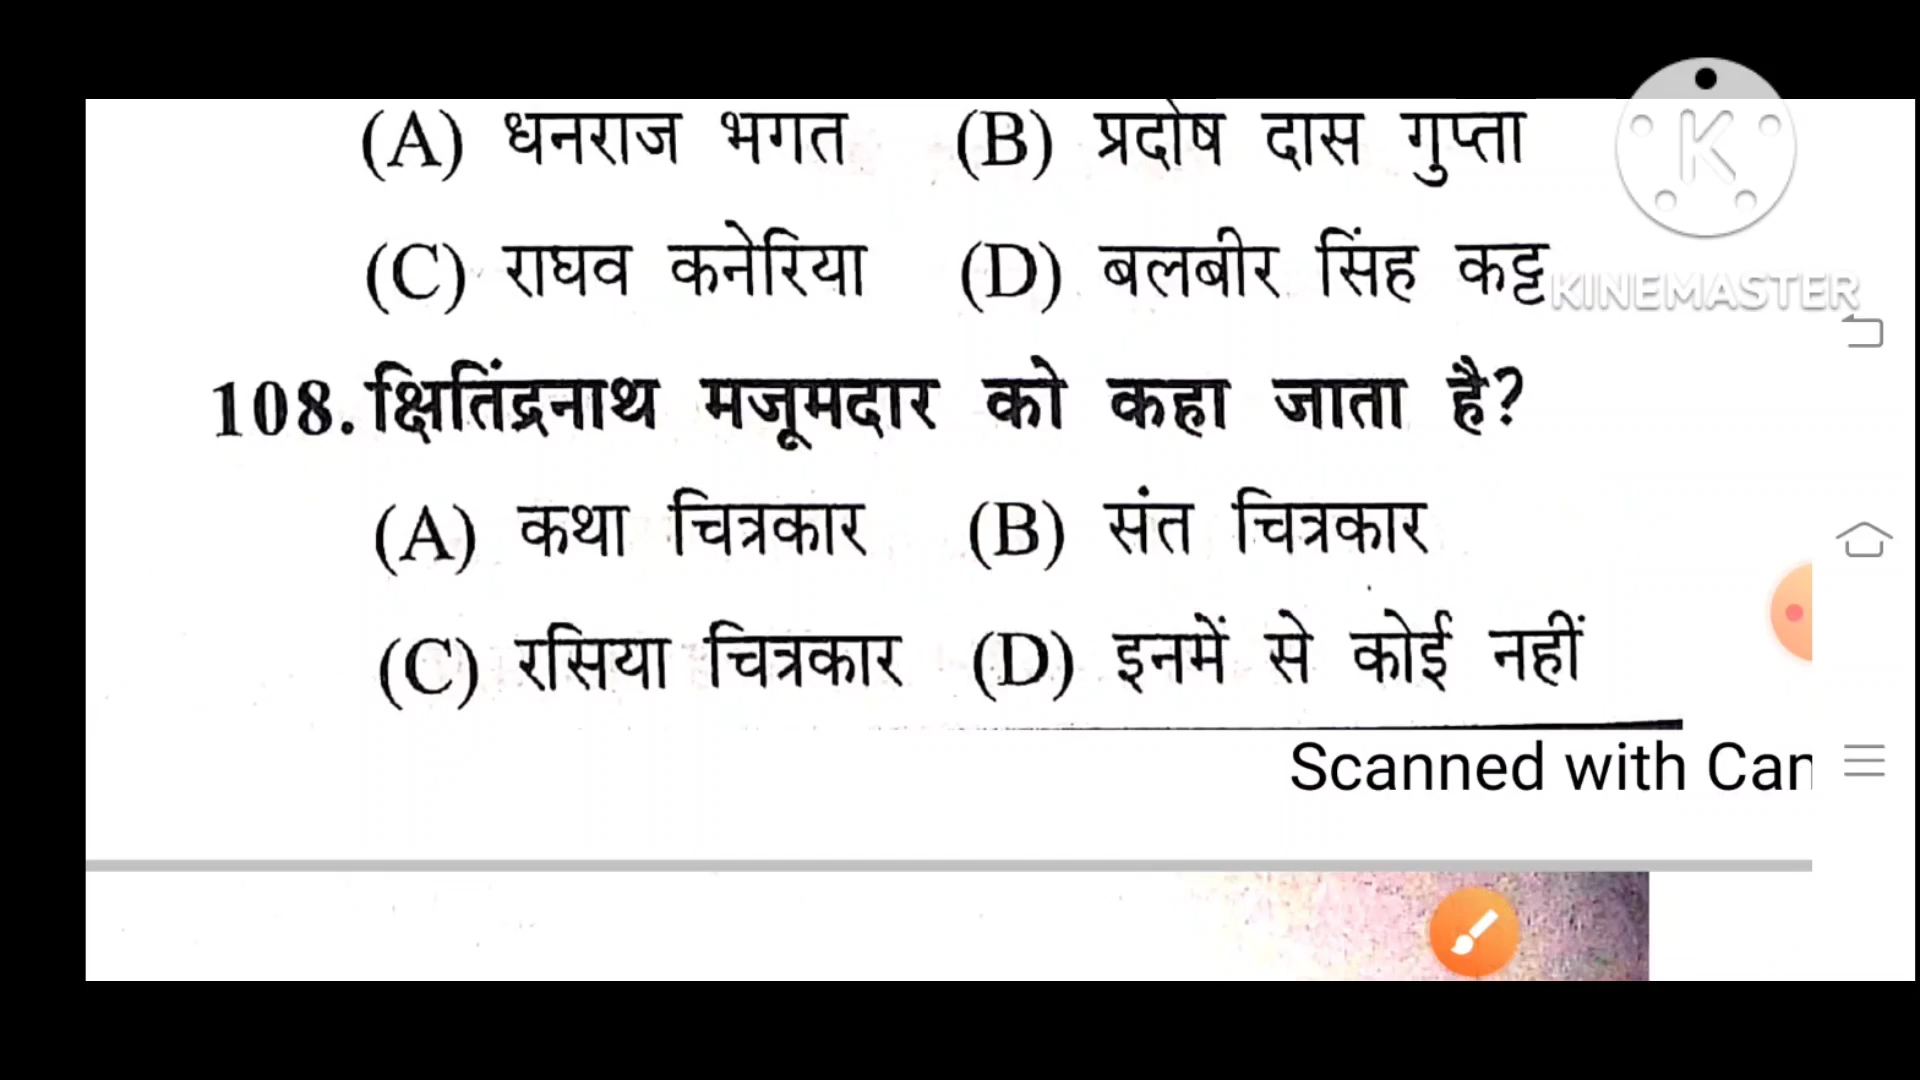 (A) धनराज भगत (B) प्रदोष दास गुप्ता
(C) राघव कनेरिया (D) बलबीर सिंह कट्ट
KINEMASTER
108. क्षितिंद्रनाथ मजूमदार को कहा जाता है?
(A) कथा चित्रकार (B) संत चित्रकार
(C) रसिया चित्रकार (D) इनमें से कोई नहीं
Scanned with Can